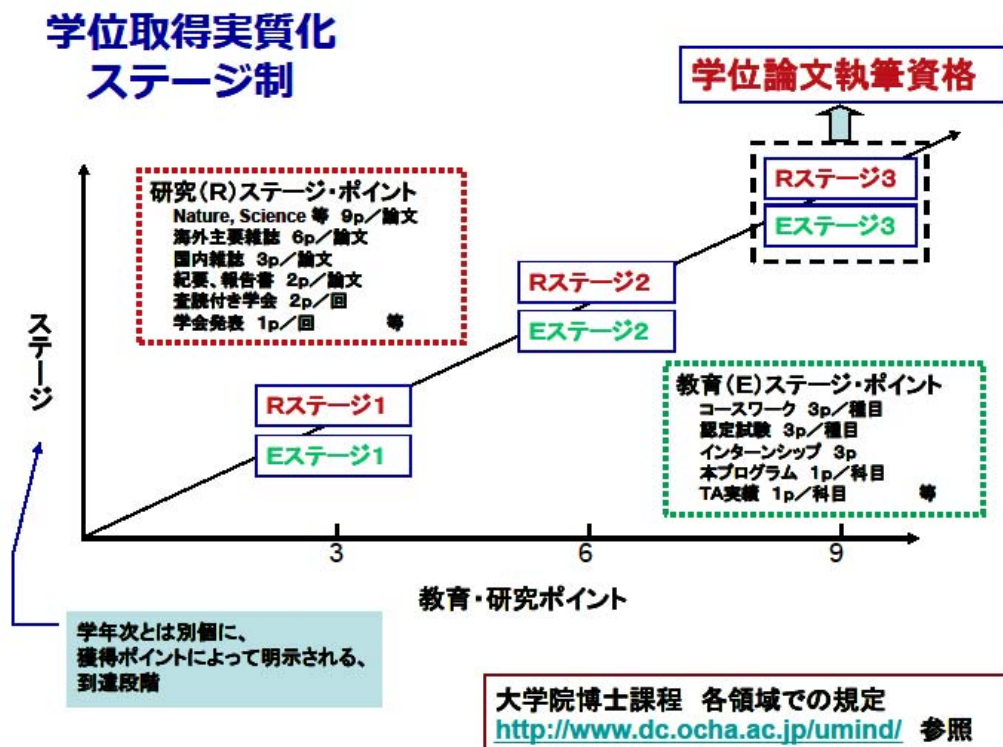 学位取得実質化
ステージ制
学位論文執筆資格
研究(R)ステージ・ポイント
Nature, Science 等 9p/論文
海外主要雑誌 6p/論文
国内雑誌 3p/論文
紀要、報告書 2p/論文
査読付き学会 2p/回
学会発表 1p/回 等
Rステージ3
Eステージ3
Rステージ2
Eステージ2
Rステージ1
Eステージ1
教育(E)ステージ・ポイント
コースワーク 3p/種目
認定試験 3p/種目
インターンシップ 3p
本プログラム 1p/科目
TA実績 1p/科目 等
ステージ
3
6
9
教育・研究ポイント
学年次とは別個に、
獲得ポイントによって明示される、
到達段階
大学院博士課程 各領域での規定
http://www.dc.ocha.ac.jp/umind/ 参照